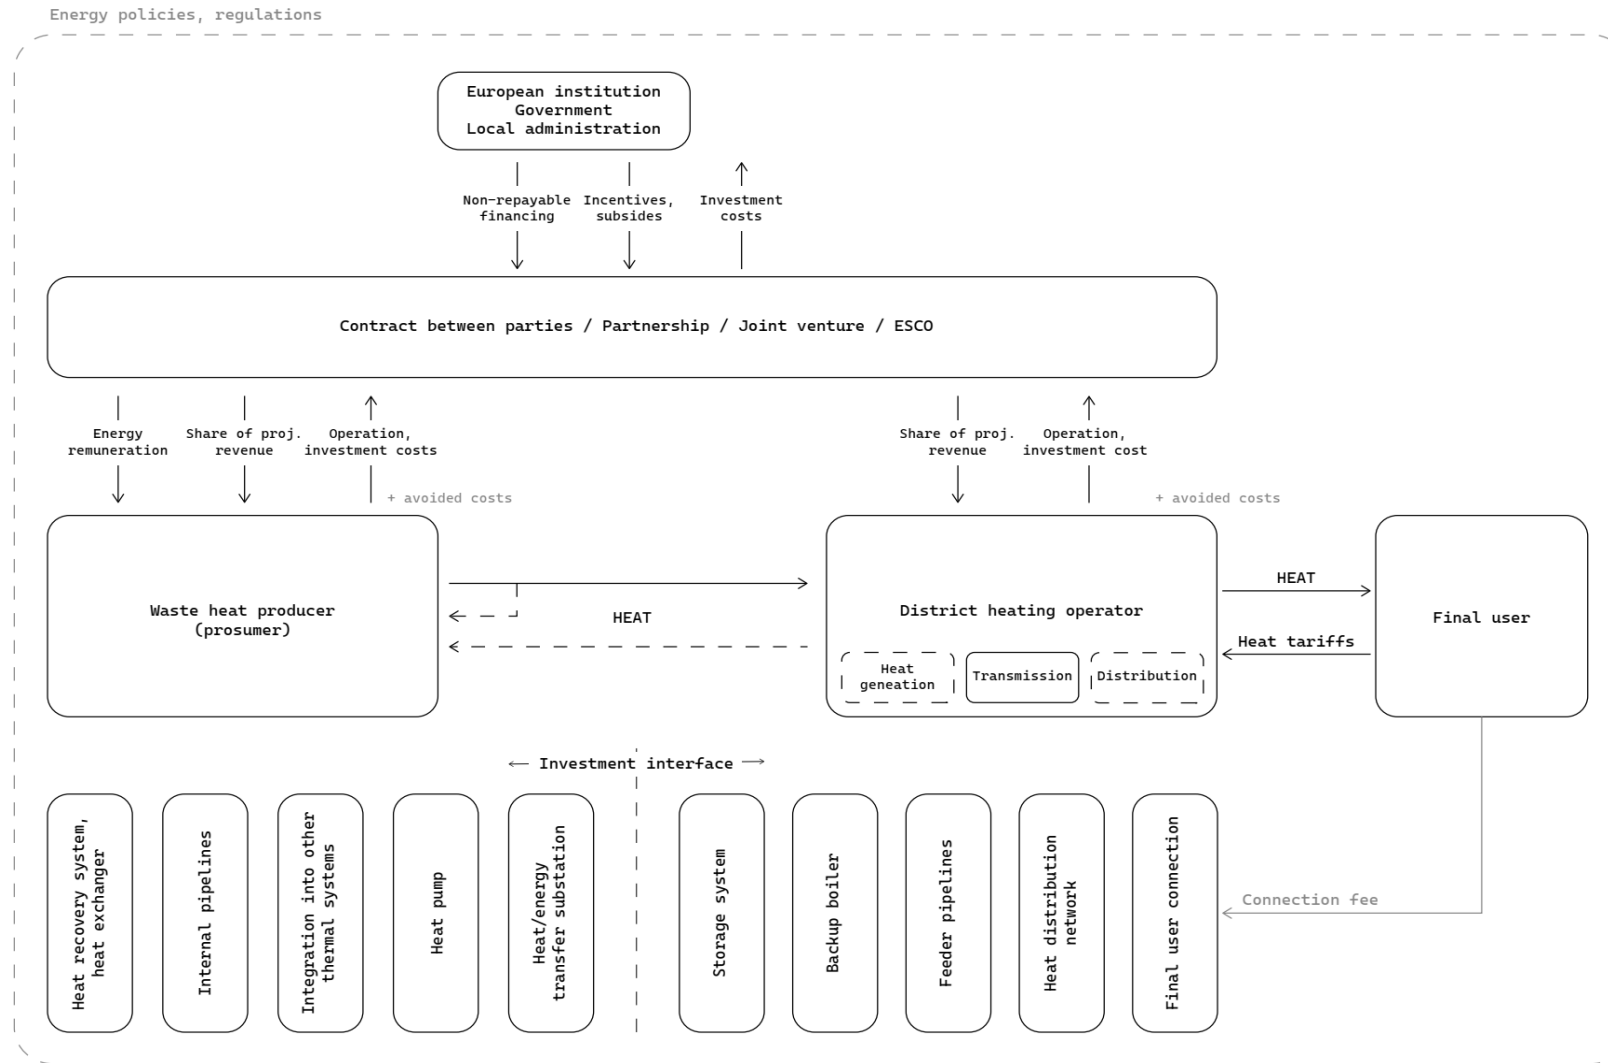 Energy policies, regulations
European institution
Government
Local administration
Non-repayable
financing
Incentives,
subsides
Investment
costs
Contract between parties / Partnership / Joint venture / ESCO
Energy
remuneration
Share of proj.
revenue
Operation,
investment costs
+ avoided costs
Share of proj.
revenue
Operation,
investment cost
+ avoided costs
Waste heat producer
(prosumer)
HEAT
District heating operator
Heat
geneation
Transmission
Distribution
HEAT
Heat tariffs
Final user
Investment interface
Heat recovery system,
heat exchanger
Internal pipelines
Integration into other
thermal systems
Heat pump
Heat/energy
transfer substation
Storage system
Backup boiler
Feeder pipelines
Heat distribution
network
Final user connection
Connection fee